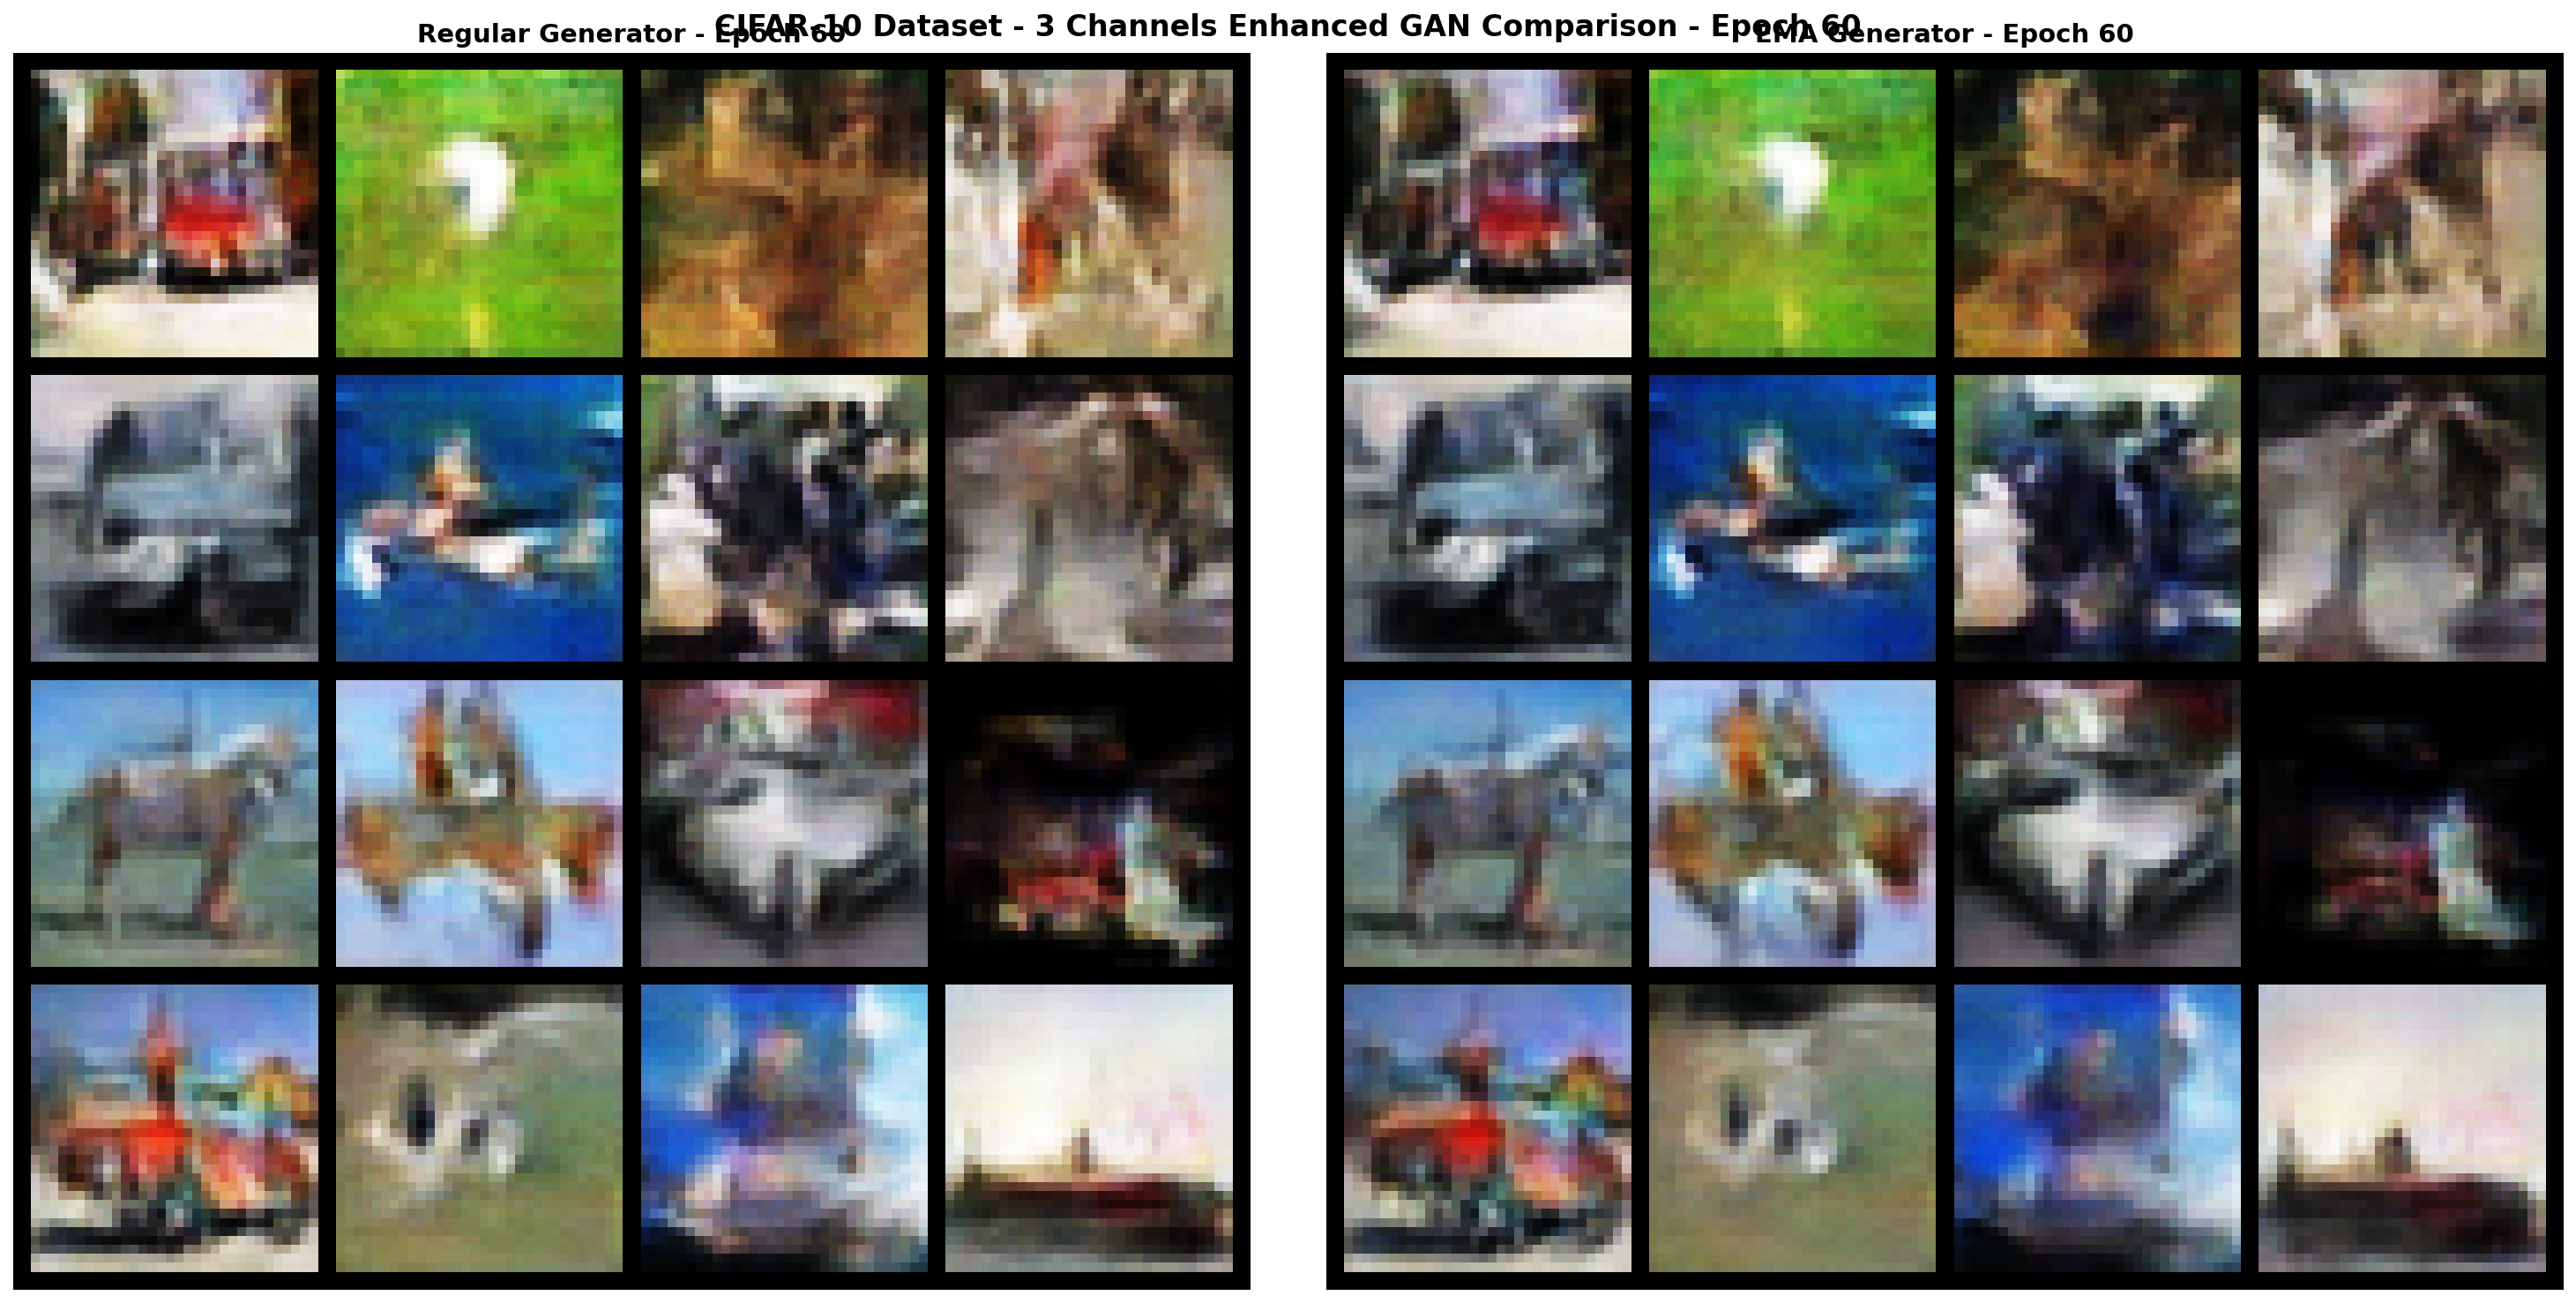 CIFAR-10 Dataset - 3 Channels Enhanced GAN Comparison - Epoch 60
Regular Generator - Epoch 60
EMA Generator - Epoch 60